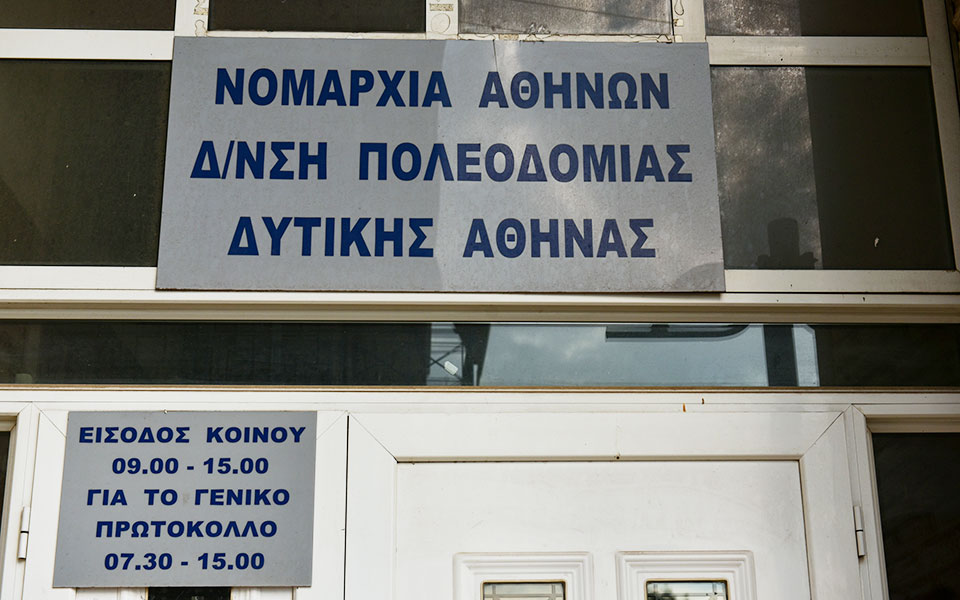 ΝΟΜΑΡΧΙΑ ΑΘΗΝΩΝ
Δ/ΝΣΗ ΠΟΛΕΟΔΟΜΙΑΣ
ΔΥΤΙΚΗΣ ΑΘΗΝΑΣ
ΕΙΣΟΔΟΣ ΚΟΙΝΟΥ
09.00 - 15.00
ΓΙΑ ΤΟ ΓΕΝΙΚΟ
ΠΡΩΤΟΚΟΛΛΟ
07.30 - 15.00